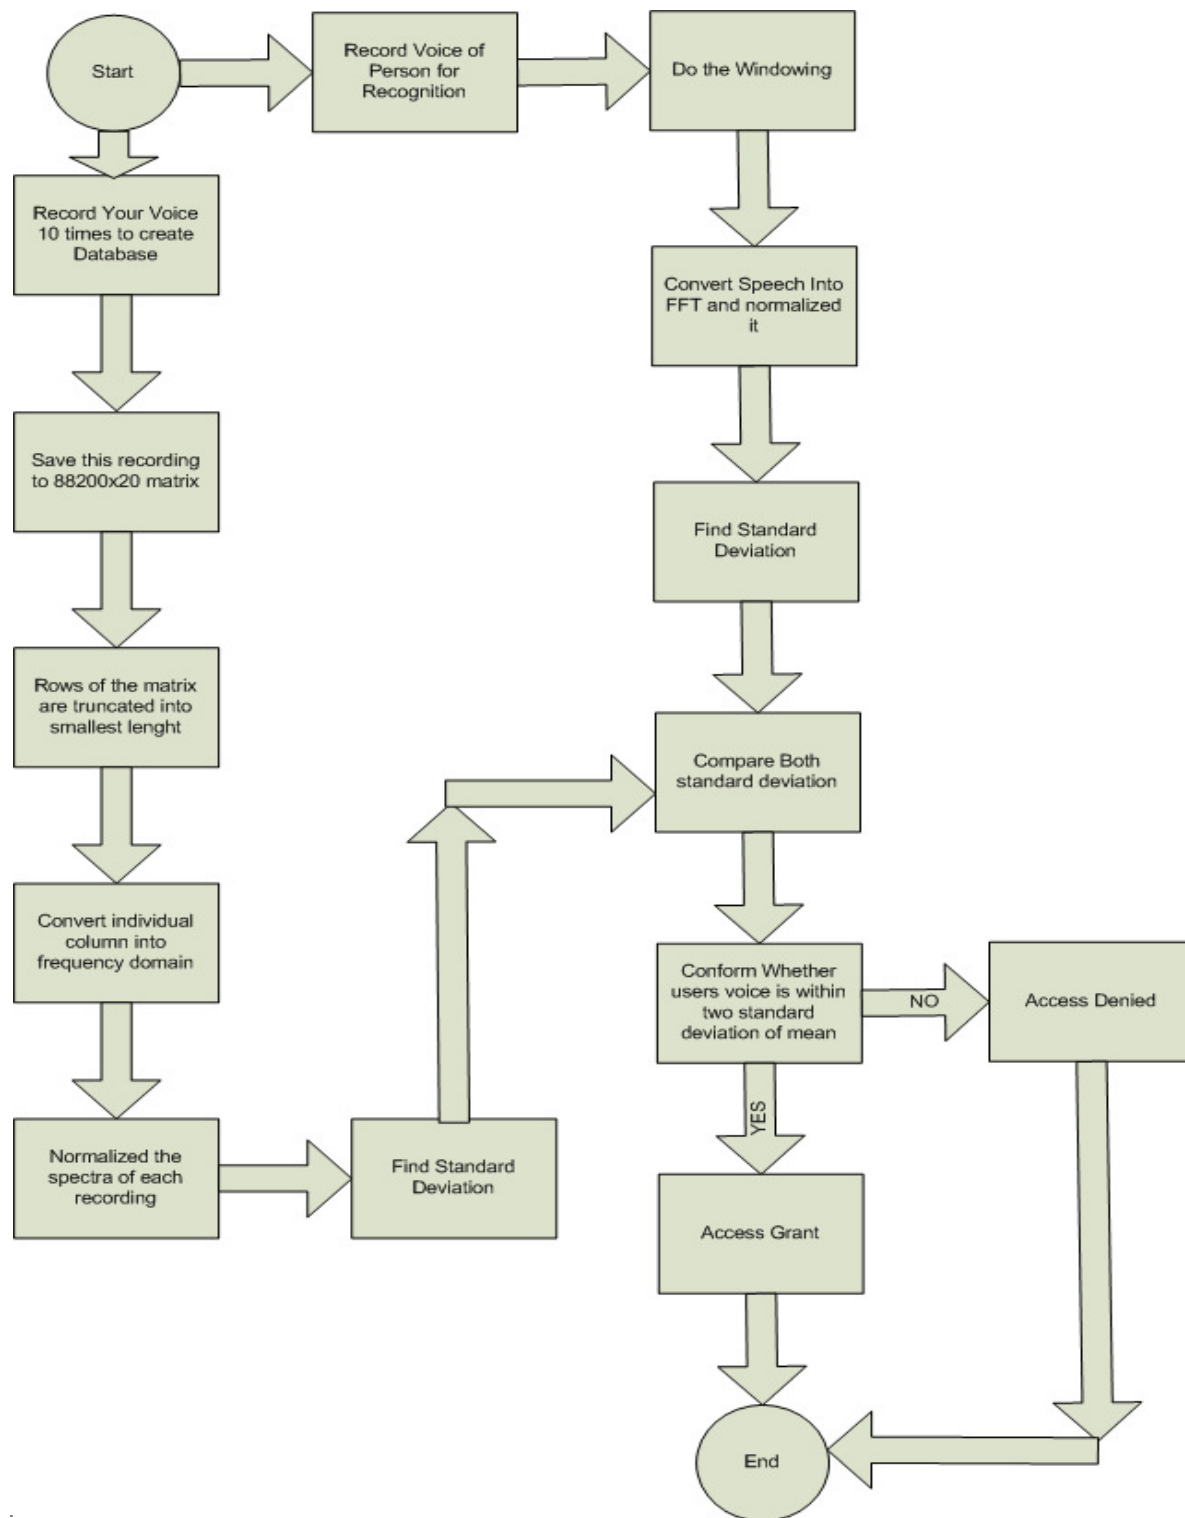 Start
Record Voice of
Person for
Recognition
Do the Windowing
Record Your Voice
10 times to create
Database
Convert Speech Into
FFT and normalized
it
Save this recording
to 88200x20 matrix
Find Standard
Deviation
Rows of the matrix
are truncated into
smallest lenght
Compare Both
standard deviation
Convert individual
column into
frequency domain
Conform Whether
users voice is within
two standard
deviation of mean
NO
Access Denied
YES
Normalized the
spectra of each
recording
Find Standard
Deviation
Access Grant
End